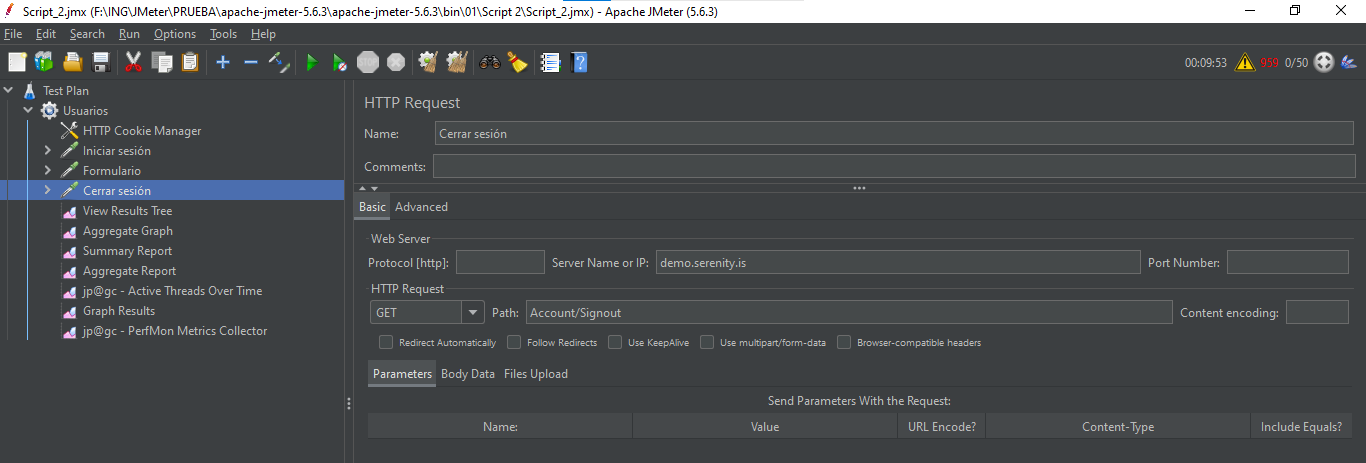 Script_2.jmx (F:\ING\JMeter\PRUEBA\apache-jmeter-5.6.3\apache-jmeter-5.6.3\bin\01\Script 2\Script_2.jmx) - Apache JMeter (5.6.3)
File Edit Search Run Options Tools Help
STOP 00:09:53 959 0/50
Test Plan
Usuarios
HTTP Cookie Manager
Iniciar sesión
Formulario
Cerrar sesión
View Results Tree
Aggregate Graph
Summary Report
Aggregate Report
jp@gc - Active Threads Over Time
Graph Results
jp@gc - PerfMon Metrics Collector
HTTP Request
Name: Cerrar sesión
Comments:
Basic Advanced
Web Server
Protocol [http]: Server Name or IP: demo.serenity.is Port Number:
HTTP Request
GET Path: Account/Signout Content encoding:
Redirect Automatically Follow Redirects Use KeepAlive Use multipart/form-data Browser-compatible headers
Parameters Body Data Files Upload
Send Parameters With the Request:
Name: Value URL Encode? Content-Type Include Equals?